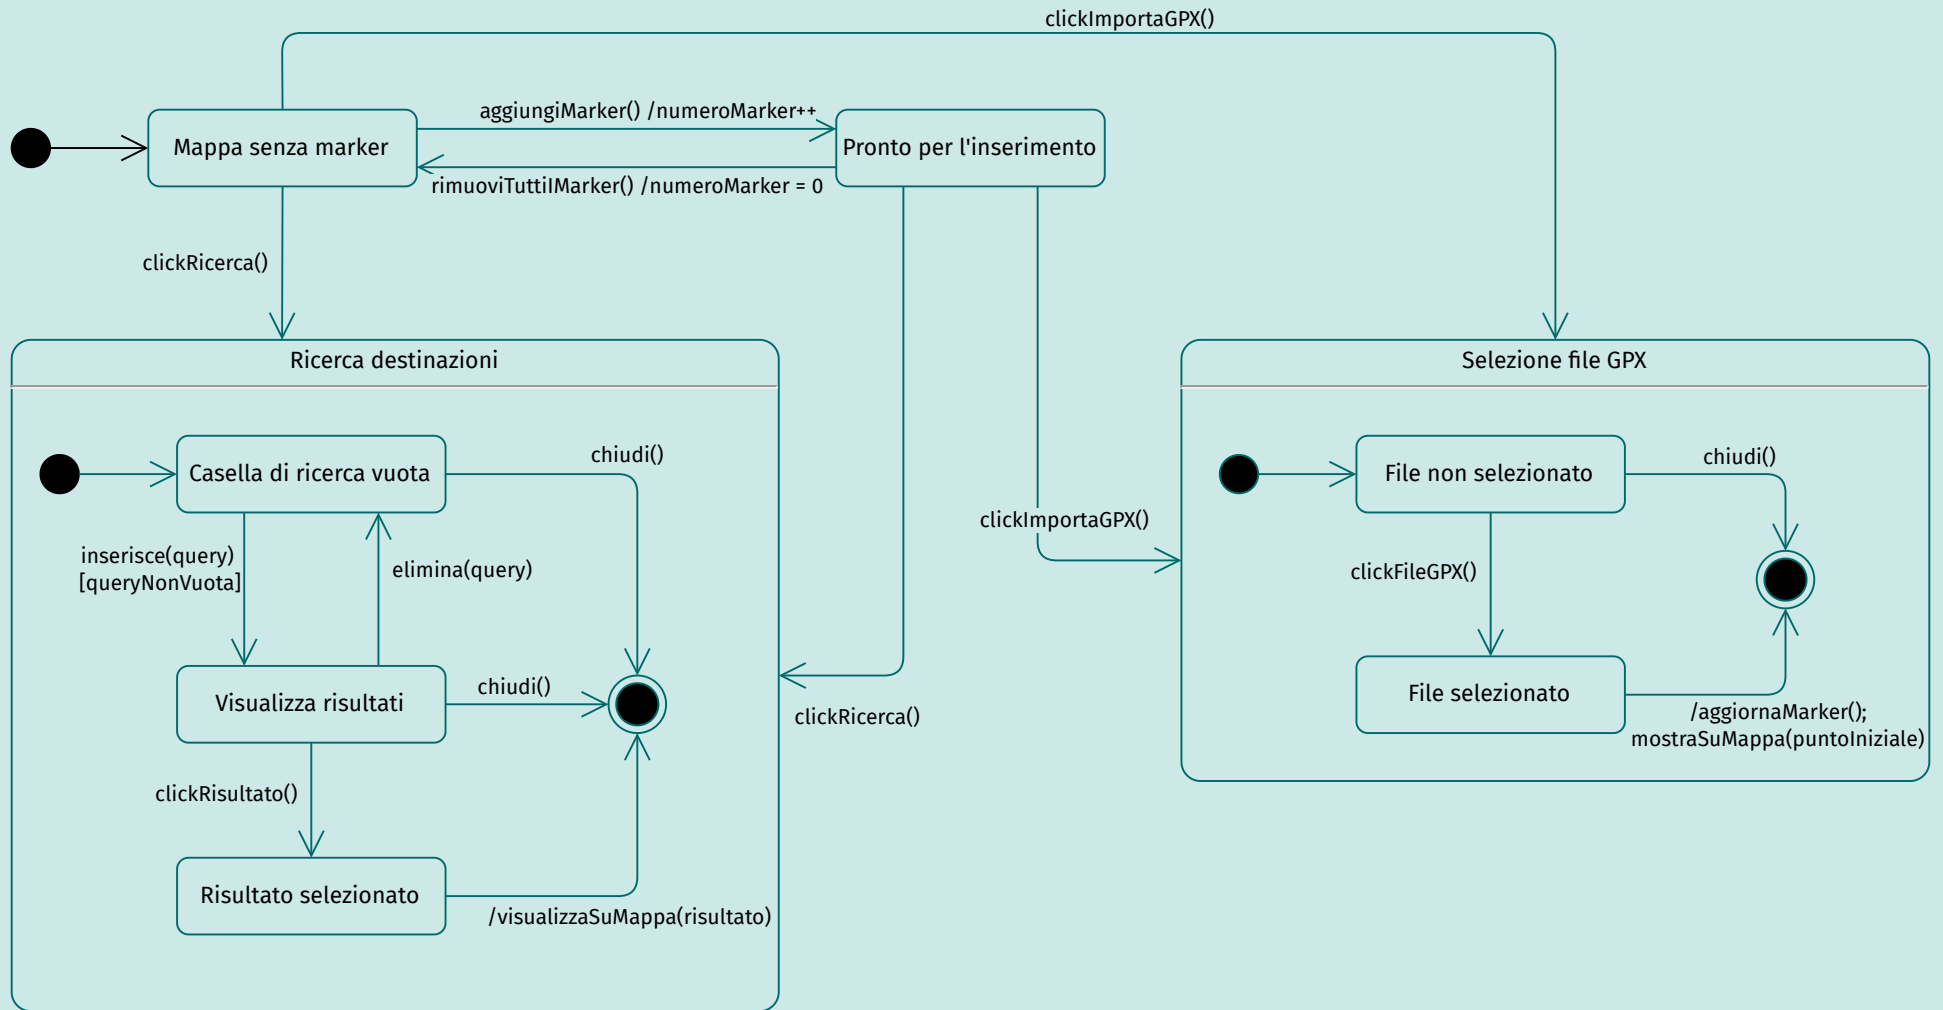 clickImportaGPX()
aggiungiMarker() /numeroMarker++
Mappa senza marker
Pronto per l'inserimento
rimuoviTuttiIMarker() /numeroMarker = 0
clickRicerca()
Ricerca destinazioni
Selezione file GPX
Casella di ricerca vuota
chiudi()
File non selezionato
chiudi()
clickImportaGPX()
inserisce(query)
[queryNonVuota]
elimina(query)
clickFileGPX()
Visualizza risultati
chiudi()
clickRicerca()
File selezionato
/aggiornaMarker();
mostraSuMappa(puntoIniziale)
clickRisultato()
Risultato selezionato
/visualizzaSuMappa(risultato)